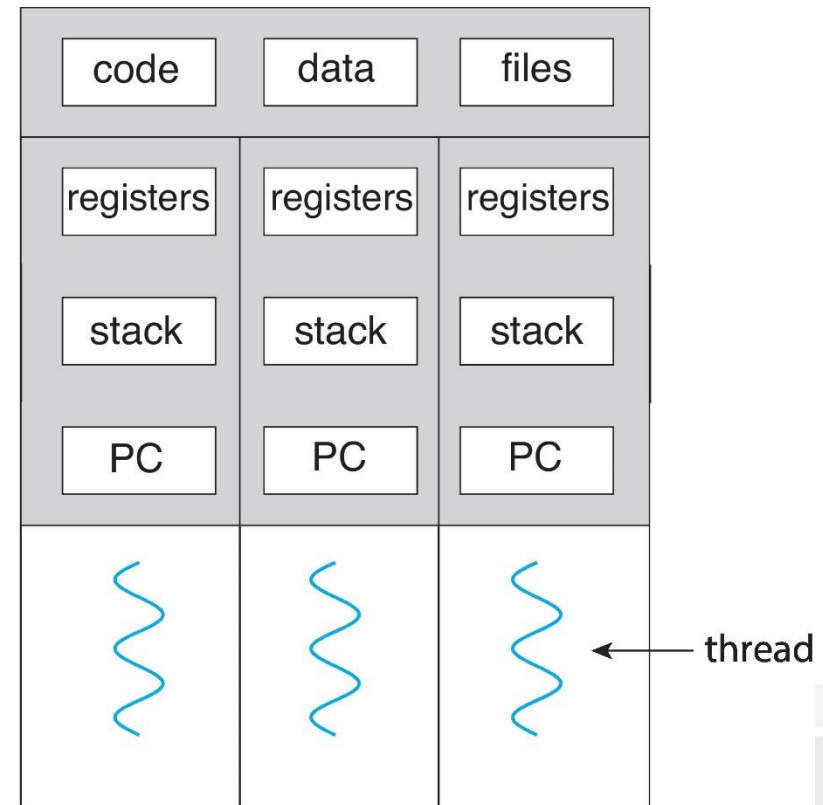 code data files
registers registers registers
stack stack stack
PC PC PC
thread